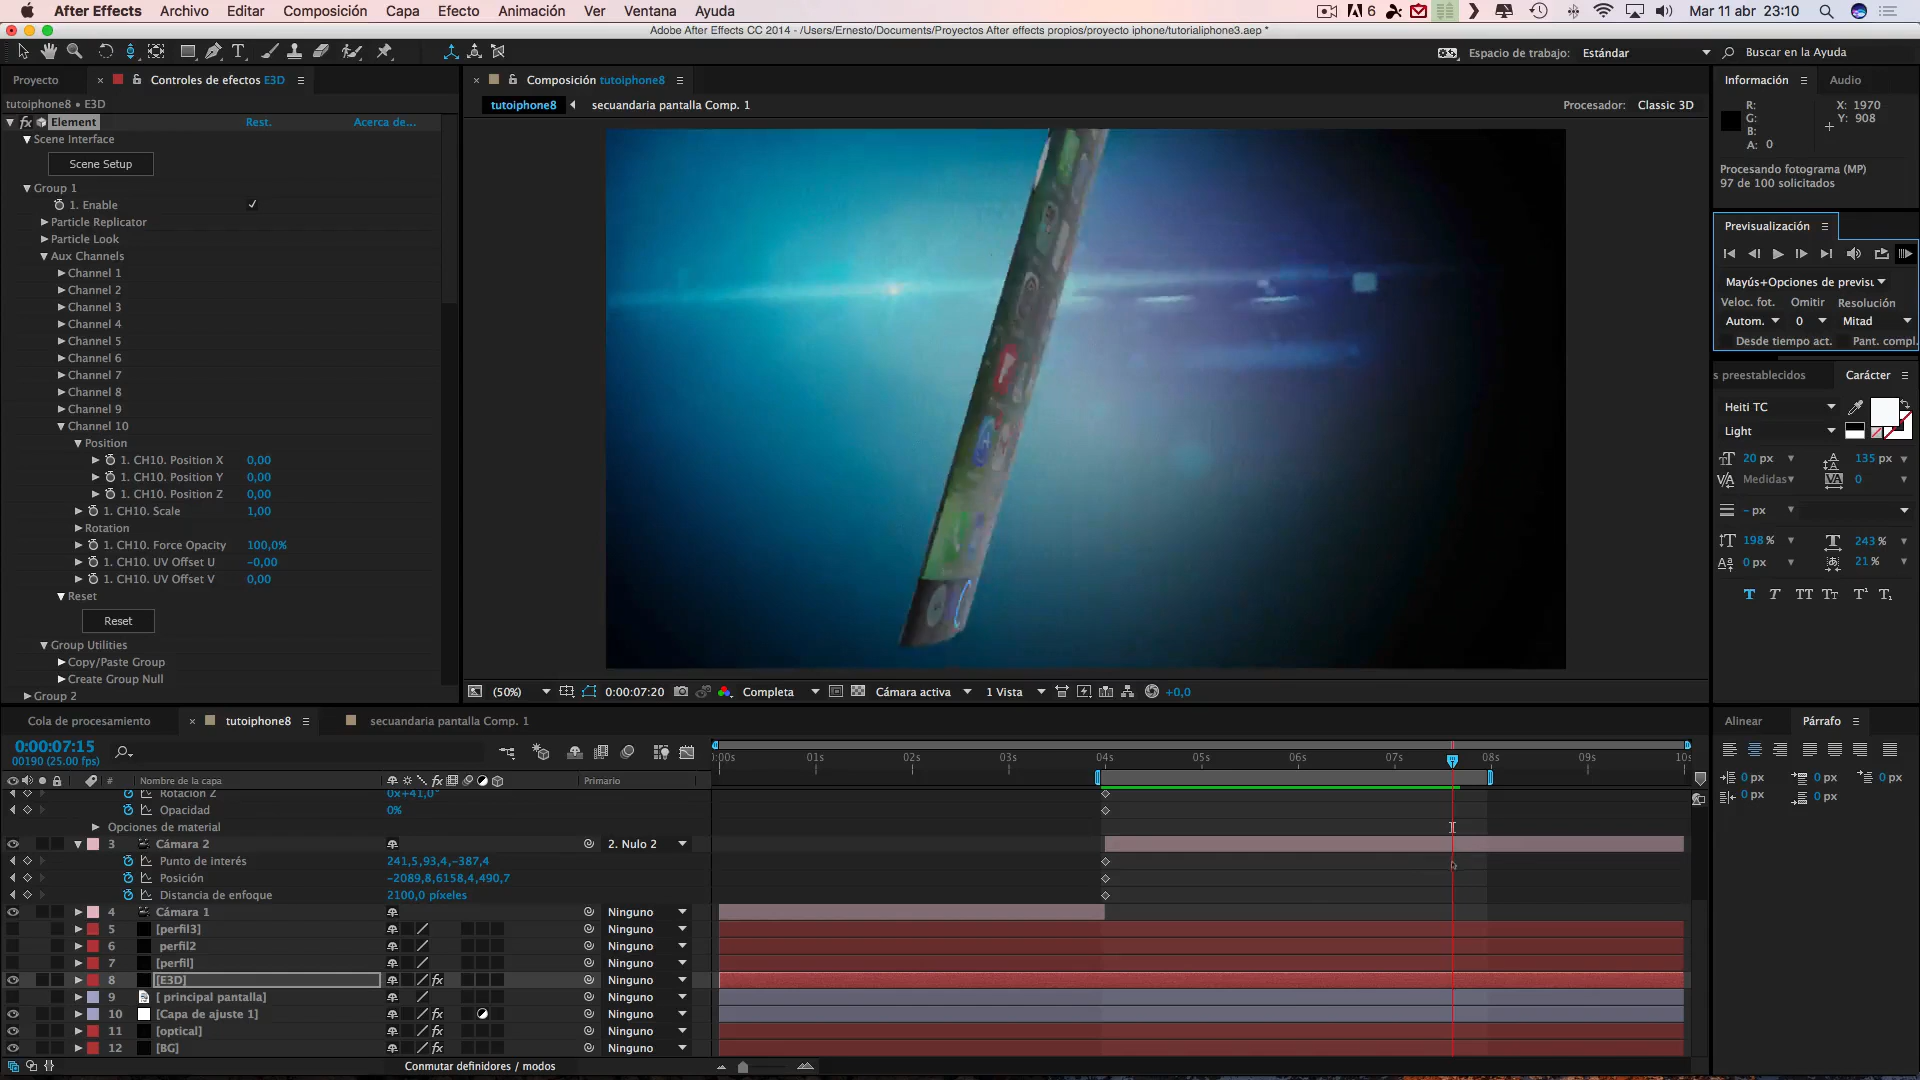 After Effects Archivo Editar Composición Capa Efecto Animación Ver Ventana Ayuda 6 Mar 11 abr 23:10
Adobe After Effects CC 2014 - /Users/Ernesto/Documents/Proyectos After effects propios/proyecto iphone/tutorialiphone3.aep *
Espacio de trabajo: Estándar Buscar en la Ayuda
Proyecto Controles de efectos E3D
tutoiphone8 • E3D
Element Rest. Acerca de...
Scene Interface
Scene Setup
Group 1
1. Enable
Particle Replicator
Particle Look
Aux Channels
Channel 1
Channel 2
Channel 3
Channel 4
Channel 5
Channel 6
Channel 7
Channel 8
Channel 9
Channel 10
Position
1. CH10. Position X 0,00
1. CH10. Position Y 0,00
1. CH10. Position Z 0,00
1. CH10. Scale 1,00
Rotation
1. CH10. Force Opacity 100,0%
1. CH10. UV Offset U -0,00
1. CH10. UV Offset V 0,00
Reset
Reset
Group Utilities
Copy/Paste Group
Create Group Null
Group 2
Composición tutoiphone8
tutoiphone8 secuandaria pantalla Comp. 1 Procesador: Classic 3D
(50%) 0:00:07:20 Completa Cámara activa 1 Vista +0,0
Información Audio
R: X: 1970
G: Y: 908
B:
A: 0
Procesando fotograma (MP)
97 de 100 solicitados
Previsualización
Mayús+Opciones de previsu
Veloc. fot. Omitir Resolución
Autom. 0 Mitad
Desde tiempo act. Pant. compl.
s preestablecidos Carácter
Heiti TC
Light
20 px 135 px
Medidas 0
- px
198 % 243 %
0 px 21 %
T T TT Tт T¹ T₁
Alinear Párrafo
0 px 0 px 0 px
0 px 0 px
Cola de procesamiento tutoiphone8 secuandaria pantalla Comp. 1
0:00:07:15
00190 (25.00 fps)
:00s 01s 02s 03s 04s 05s 06s 07s 08s 09s 10s
# Nombre de la capa Primario
Rotación Z 0x+41,0°
Opacidad 0%
Opciones de material
3 Cámara 2 2. Nulo 2
Punto de interés 241,5,93,4,-387,4
Posición -2089,8,6158,4,490,7
Distancia de enfoque 2100,0 píxeles
4 Cámara 1 Ninguno
5 [perfil3] Ninguno
6 perfil2 Ninguno
7 [perfil] Ninguno
8 [E3D] Ninguno
9 [ principal pantalla] Ninguno
10 [Capa de ajuste 1] Ninguno
11 [optical] Ninguno
12 [BG] Ninguno
Conmutar definidores / modos